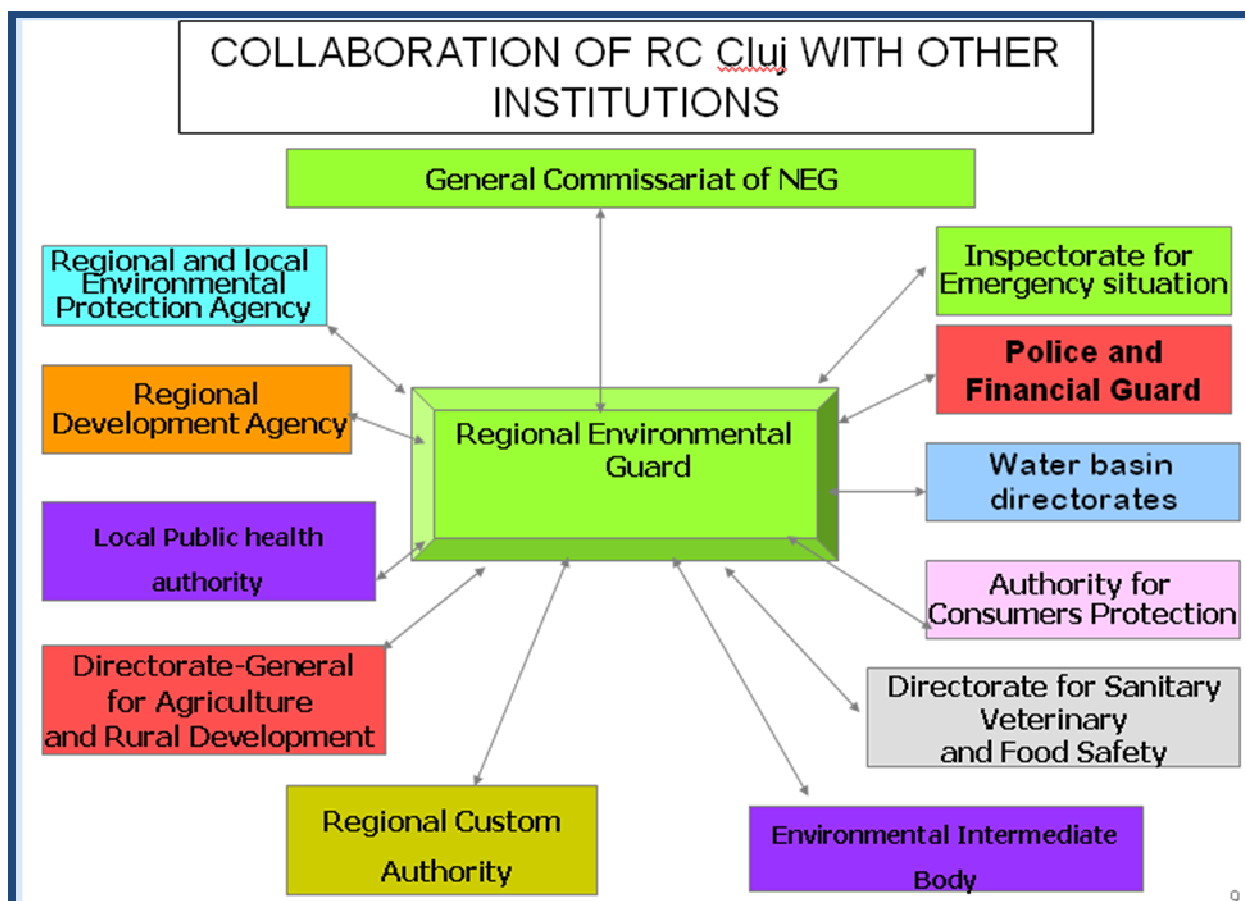 COLLABORATION OF RC Cluj WITH OTHER
INSTITUTIONS
General Commissariat of NEG
Regional and local
Environmental
Protection Agency
Inspectorate for
Emergency situation
Police and
Financial Guard
Regional
Development Agency
Regional Environmental
Guard
Water basin
directorates
Local Public health
authority
Authority for
Consumers Protection
Directorate-General
for Agriculture
and Rural Development
Directorate for Sanitary
Veterinary
and Food Safety
Regional Custom
Authority
Environmental Intermediate
Body
9